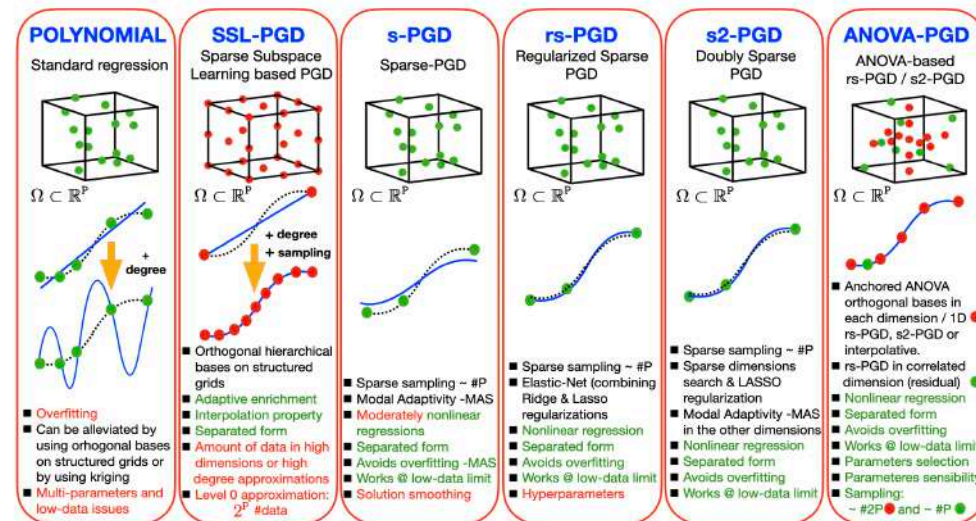 POLYNOMIAL
Standard regression
Ω ⊂ ℝᴾ
+
degree
■ Overfitting
■ Can be alleviated by
using orhogonal bases
on structured grids or
by using kriging
■ Multi-parameters and
low-data issues
SSL-PGD
Sparse Subspace
Learning based PGD
Ω ⊂ ℝᴾ
+ degree
+ sampling
■ Orthogonal hierarchical
bases on structured
grids
■ Adaptive enrichment
■ Interpolation property
■ Separated form
■ Amount of data in high
dimensions or high
degree approximations
■ Level 0 approximation:
2ᴾ #data
s-PGD
Sparse-PGD
Ω ⊂ ℝᴾ
■ Sparse sampling ~ #P
■ Modal Adaptivity -MAS
■ Moderately nonlinear
regressions
■ Separated form
■ Avoids overfitting -MAS
■ Works @ low-data limit
■ Solution smoothing
rs-PGD
Regularized Sparse
PGD
Ω ⊂ ℝᴾ
■ Sparse sampling ~ #P
■ Elastic-Net (combining
Ridge & Lasso
regularizations
■ Nonlinear regression
■ Separated form
■ Avoids overfitting
■ Works @ low-data limit
■ Hyperparameters
s2-PGD
Doubly Sparse
PGD
Ω ⊂ ℝᴾ
■ Sparse sampling ~ #P
■ Sparse dimensions
search & LASSO
regularization
■ Modal Adaptivity -MAS
in the other dimensions
■ Nonlinear regression
■ Separated form
■ Avoids overfitting
■ Works @ low-data limit
ANOVA-PGD
ANOVA-based
rs-PGD / s2-PGD
Ω ⊂ ℝᴾ
■ Anchored ANOVA
orthogonal bases in
each dimension / 1D
rs-PGD, s2-PGD or
interpolative.
■ rs-PGD in correlated
dimension (residual)
■ Nonlinear regression
■ Separated form
■ Avoids overfitting
■ Works @ low-data limit
■ Parameters selection
■ Parameteres sensibility
■ Sampling:
~ #2P and ~ #P